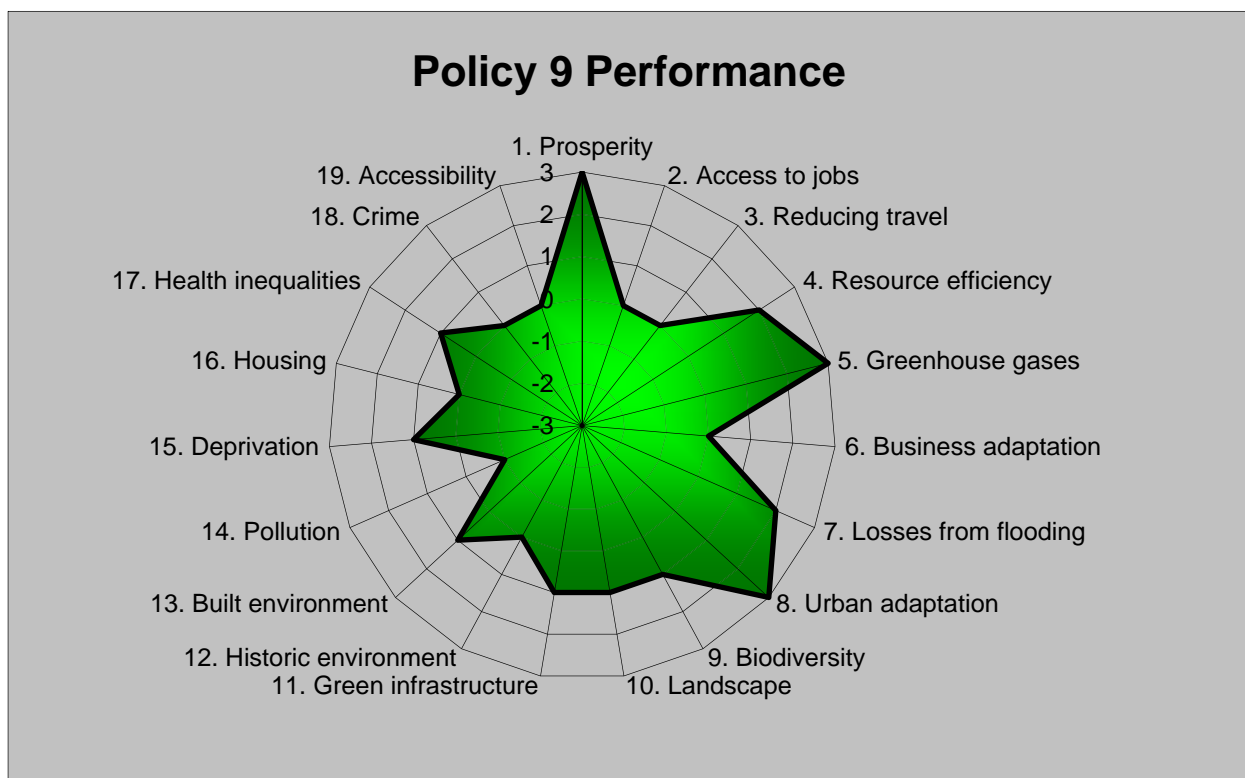 Policy 9 Performance
1. Prosperity
2. Access to jobs
3. Reducing travel
4. Resource efficiency
5. Greenhouse gases
6. Business adaptation
7. Losses from flooding
8. Urban adaptation
9. Biodiversity
10. Landscape
11. Green infrastructure
12. Historic environment
13. Built environment
14. Pollution
15. Deprivation
16. Housing
17. Health inequalities
18. Crime
19. Accessibility
3
2
1
0
-1
-2
-3